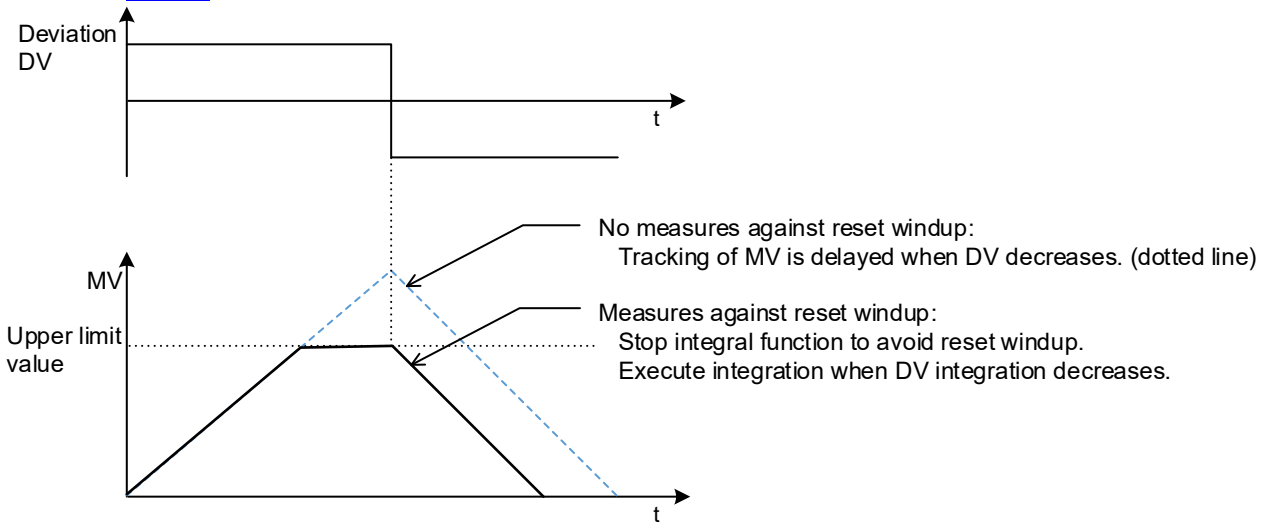 Deviation
DV
t
No measures against reset windup:
Tracking of MV is delayed when DV decreases. (dotted line)
MV
Measures against reset windup:
Upper limit
value
Stop integral function to avoid reset windup.
Execute integration when DV integration decreases.
t